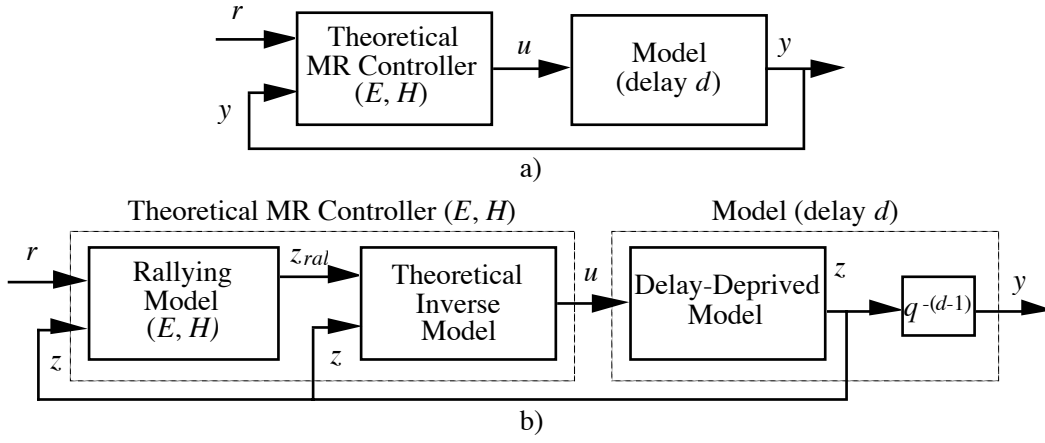 r
y
Theoretical
MR Controller
(E, H)
u
Model
(delay d)
y
a)
Theoretical MR Controller (E, H)
Model (delay d)
r
z
Rallying
Model
(E, H)
z_ral
z
Theoretical
Inverse
Model
u
Delay-Deprived
Model
z
q^-(d-1)
y
b)